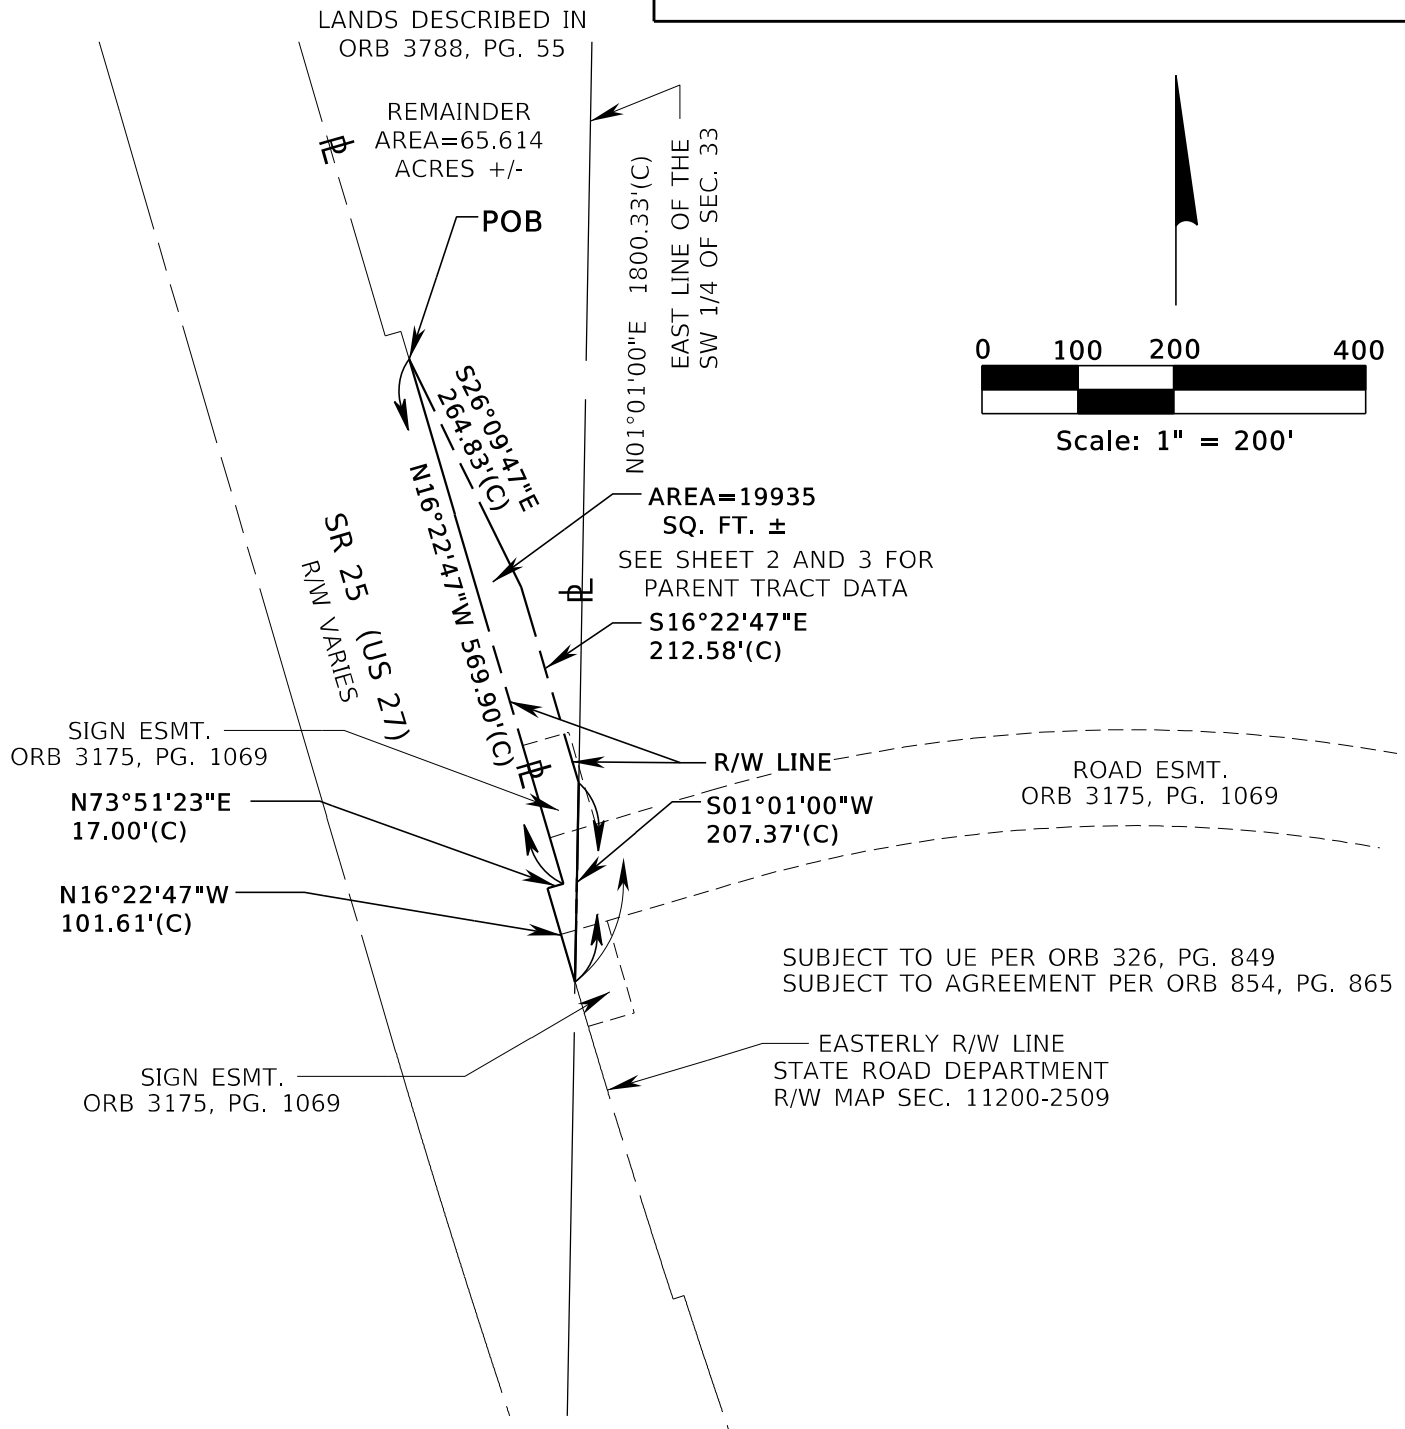 LANDS DESCRIBED IN
ORB 3788, PG. 55
REMAINDER
AREA=65.614
ACRES +/-
PL
POB
N01°01'00"E 1800.33'(C)
EAST LINE OF THE
SW 1/4 OF SEC. 33
0 100 200 400
Scale: 1" = 200'
S26°09'47"E
264.83'(C)
N16°22'47"W 569.90'(C)
AREA=19935
SQ. FT. ±
SEE SHEET 2 AND 3 FOR
PARENT TRACT DATA
PL
S16°22'47"E
212.58'(C)
SR 25 (US 27)
R/W VARIES
SIGN ESMT.
ORB 3175, PG. 1069
PL
R/W LINE
ROAD ESMT.
ORB 3175, PG. 1069
N73°51'23"E
17.00'(C)
S01°01'00"W
207.37'(C)
N16°22'47"W
101.61'(C)
SUBJECT TO UE PER ORB 326, PG. 849
SUBJECT TO AGREEMENT PER ORB 854, PG. 865
EASTERLY R/W LINE
STATE ROAD DEPARTMENT
R/W MAP SEC. 11200-2509
SIGN ESMT.
ORB 3175, PG. 1069